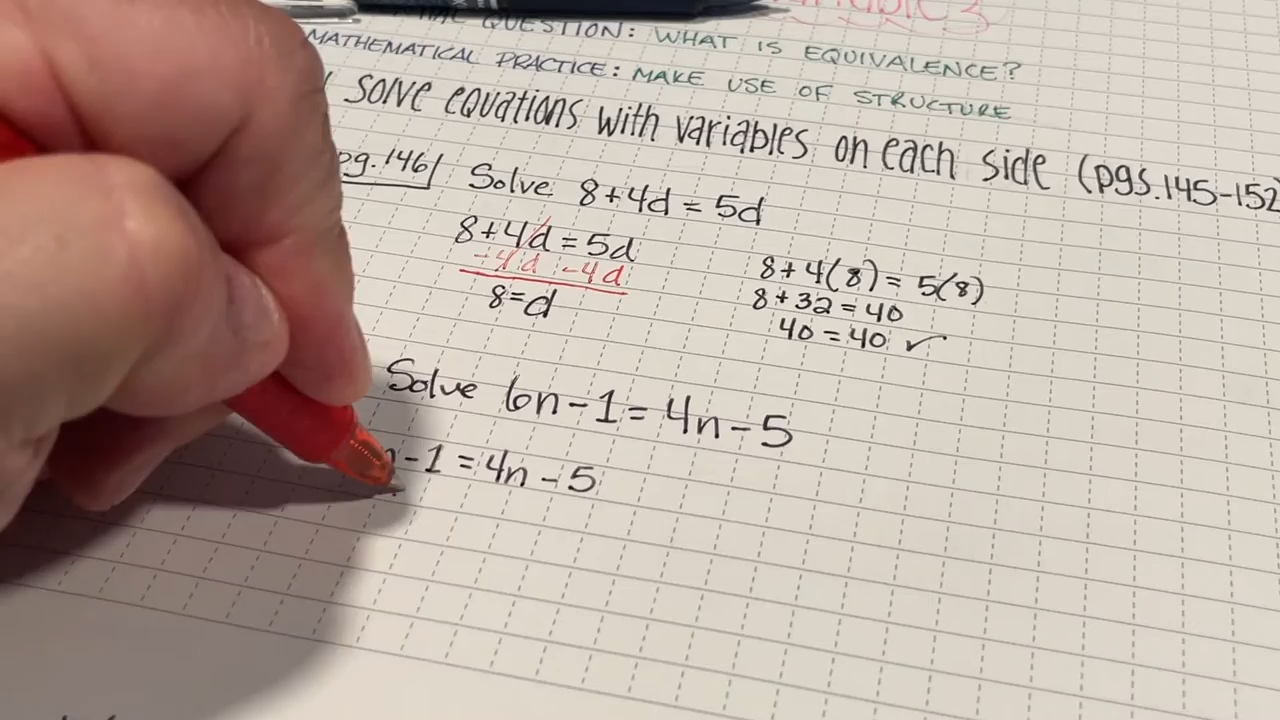 QUESTION: WHAT IS EQUIVALENCE?
MATHEMATICAL PRACTICE: MAKE USE OF STRUCTURE
Solve equations with variables on each side (pgs.145-152
pg.146/ Solve 8+4d=5d
8+4d=5d
-4d -4d
8=d
8+4(8)=5(8)
8+32=40
40=40 ✓
Solve 6n-1=4n-5
n-1=4n-5